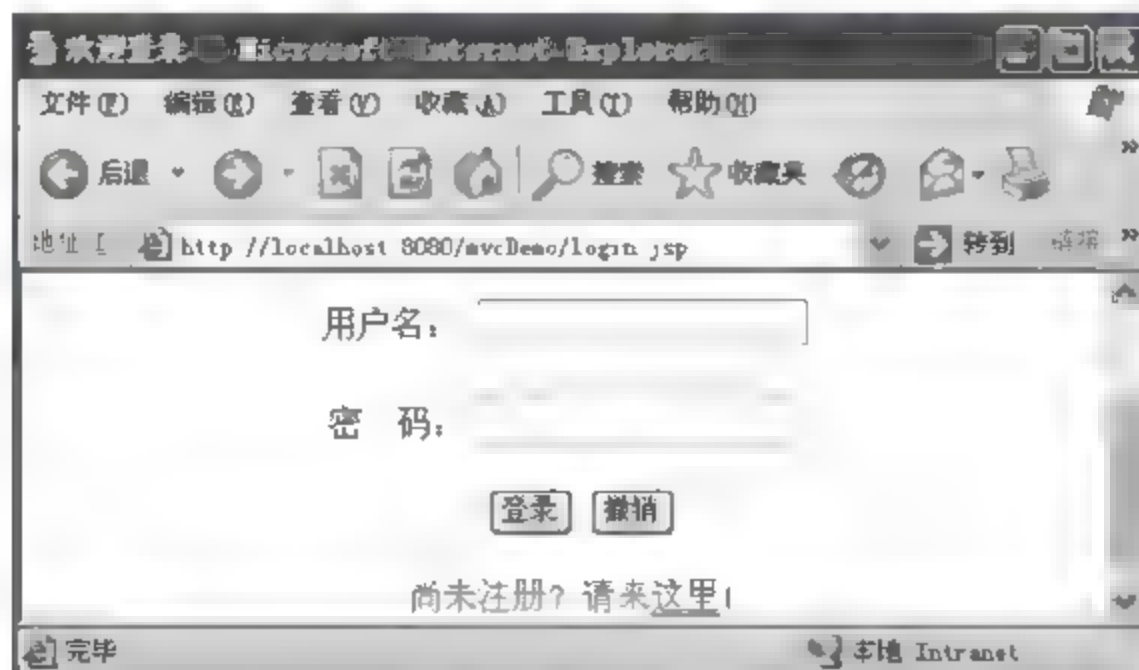 欢迎登录 - Microsoft Internet Explorer
文件(F) 编辑(E) 查看(V) 收藏(A) 工具(T) 帮助(H)
后退 搜索 收藏夹
地址 http //localhost 8080/mvcDemo/login jsp 转到 链接
用户名：
密 码：
登录 撤销
尚未注册？请来这里！
完毕 本地 Intranet